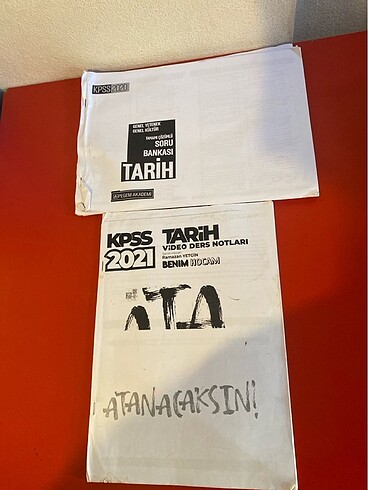 KPSS 2021
GENEL YETENEK
GENEL KÜLTÜR
TAMAMI ÇÖZÜMLÜ
SORU
BANKASI
TARİH
PEGEM AKADEMİ
KPSS
2021
TARİH
VİDEO DERS NOTLARI
Ramazan YETGİN
BENİM HOCAM
ATA
ATANACAKSIN!